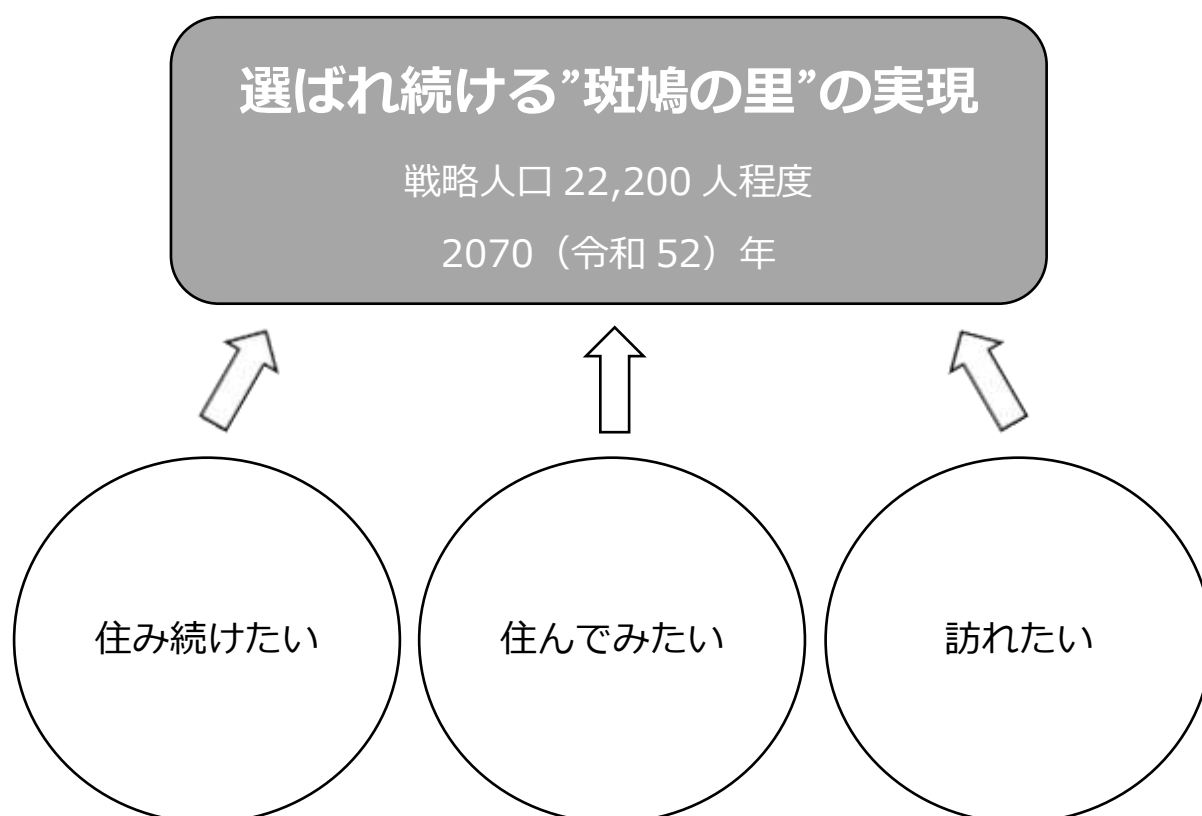 選ばれ続ける”斑鳩の里”の実現
戦略人口 22,200 人程度
2070（令和 52）年
住み続けたい
住んでみたい
訪れたい